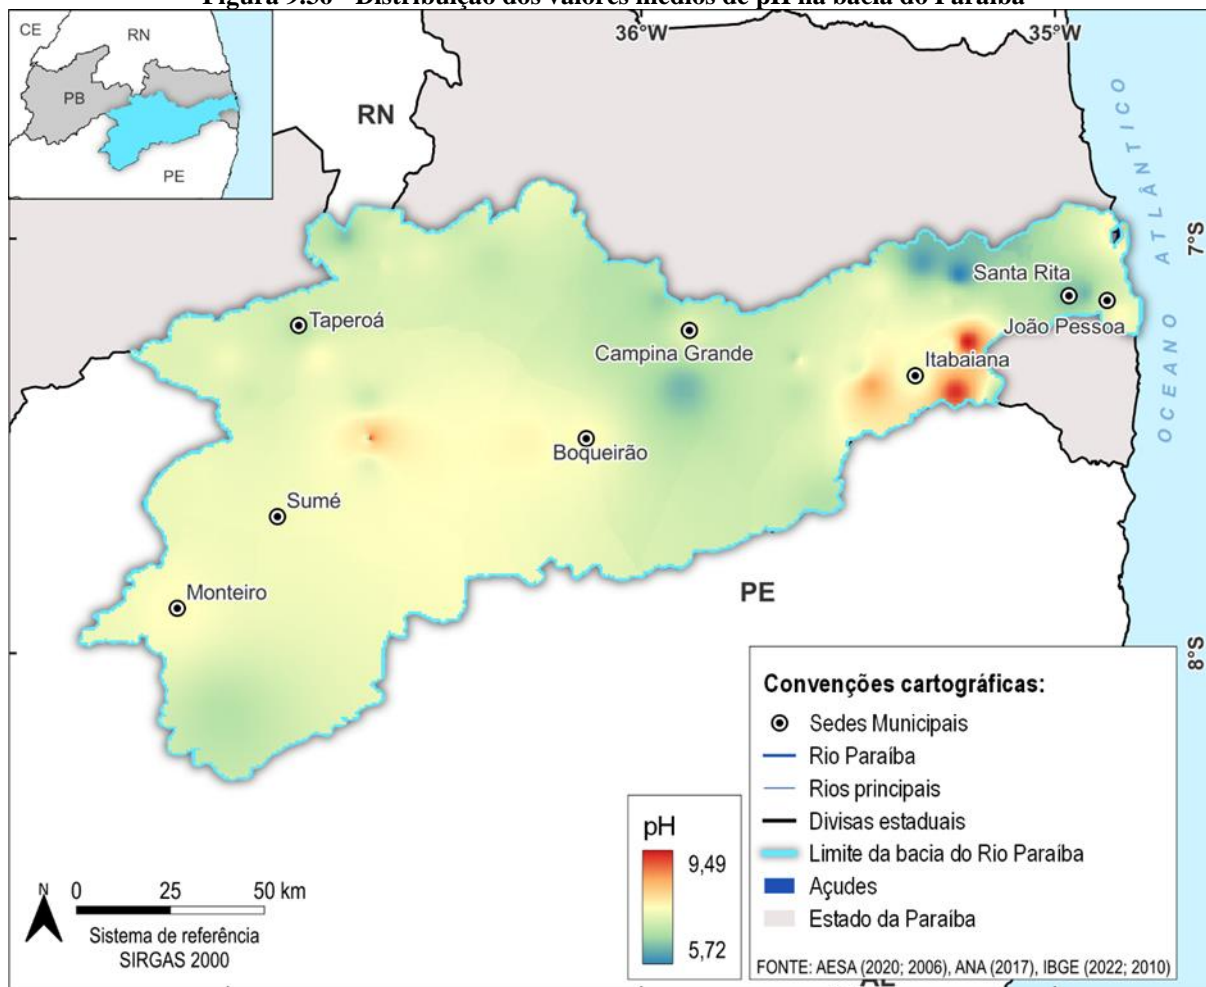 Figura 9.30 - Distribuição dos valores médios de pH na bacia do Paraíba
36°W
35°W
CE
RN
PB
PE
RN
OCEANO ATLÂNTICO
7°S
Santa Rita
João Pessoa
Taperoá
Campina Grande
Itabaiana
Boqueirão
Sumé
Monteiro
PE
8°S
Convenções cartográficas:
Sedes Municipais
Rio Paraíba
Rios principais
Divisas estaduais
Limite da bacia do Rio Paraíba
Açudes
Estado da Paraíba
FONTE: AESA (2020; 2006), ANA (2017), IBGE (2022; 2010)
pH
9,49
5,72
N
0 25 50 km
Sistema de referência
SIRGAS 2000
AL